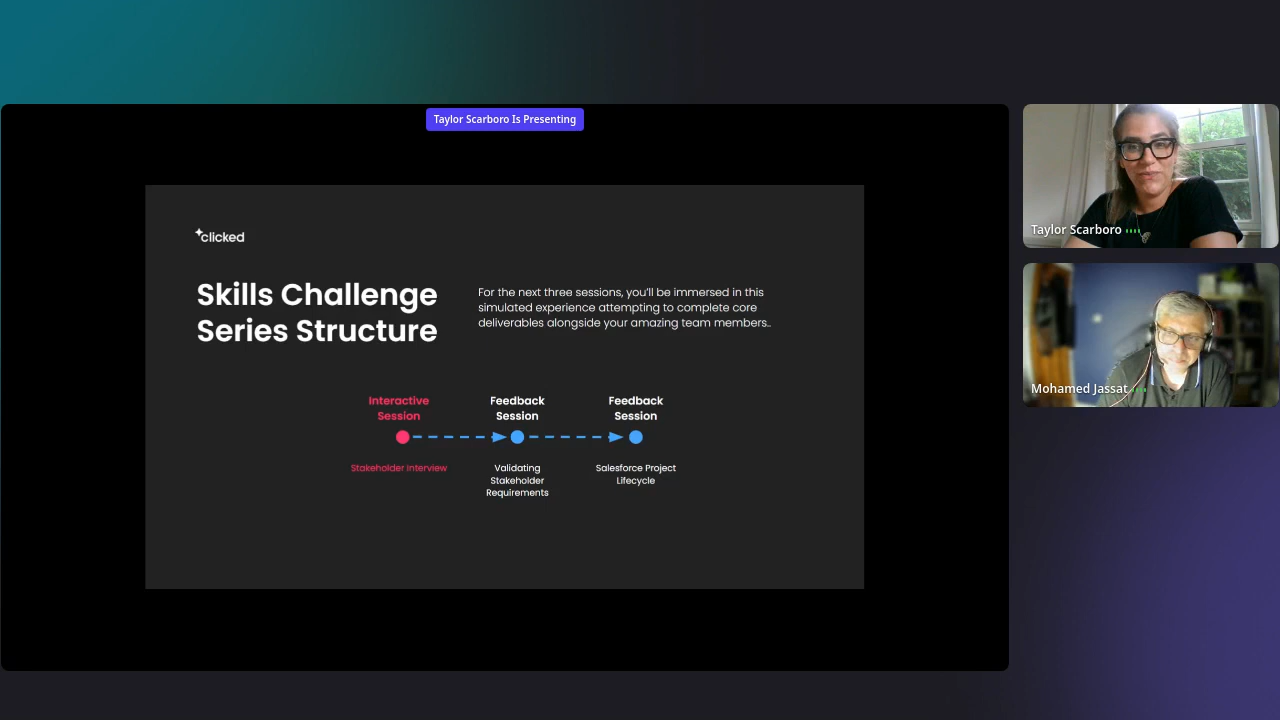 Taylor Scarboro Is Presenting
clicked
Skills Challenge
Series Structure
For the next three sessions, you'll be immersed in this
simulated experience attempting to complete core
deliverables alongside your amazing team members..
Interactive
Session
Feedback
Session
Feedback
Session
Stakeholder Interview
Validating
Stakeholder
Requirements
Salesforce Project
Lifecycle
Taylor Scarboro
Mohamed Jassat